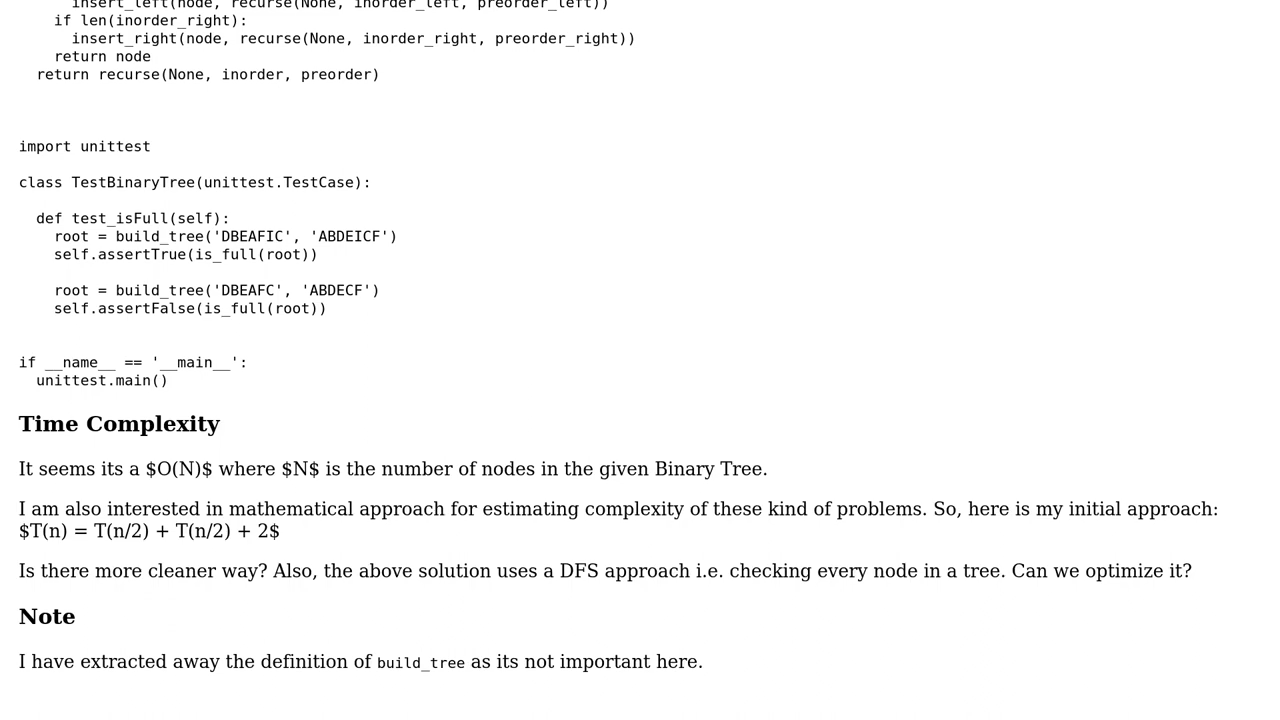 insert_left(node, recurse(None, inorder_left, preorder_left))
    if len(inorder_right):
      insert_right(node, recurse(None, inorder_right, preorder_right))
    return node
  return recurse(None, inorder, preorder)
import unittest
class TestBinaryTree(unittest.TestCase):
  def test_isFull(self):
    root = build_tree('DBEAFIC', 'ABDEICF')
    self.assertTrue(is_full(root))
    root = build_tree('DBEAFC', 'ABDECF')
    self.assertFalse(is_full(root))
if __name__ == '__main__':
  unittest.main()
Time Complexity
It seems its a $O(N)$ where $N$ is the number of nodes in the given Binary Tree.
I am also interested in mathematical approach for estimating complexity of these kind of problems. So, here is my initial approach:
$T(n) = T(n/2) + T(n/2) + 2$
Is there more cleaner way? Also, the above solution uses a DFS approach i.e. checking every node in a tree. Can we optimize it?
Note
I have extracted away the definition of build_tree as its not important here.